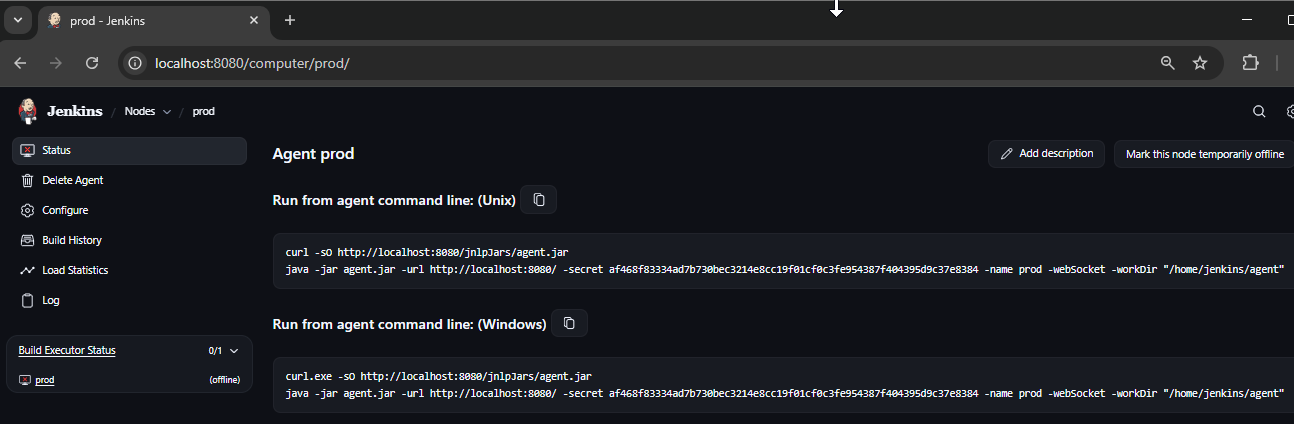 prod - Jenkins
localhost:8080/computer/prod/
Jenkins / Nodes / prod
Status
Delete Agent
Configure
Build History
Load Statistics
Log
Build Executor Status 0/1
prod (offline)
Agent prod
Add description
Mark this node temporarily offline
Run from agent command line: (Unix)
curl -sO http://localhost:8080/jnlpJars/agent.jar
java -jar agent.jar -url http://localhost:8080/ -secret af468f83334ad7b730bec3214e8cc19f01cf0c3fe954387f404395d9c37e8384 -name prod -webSocket -workDir "/home/jenkins/agent"
Run from agent command line: (Windows)
curl.exe -sO http://localhost:8080/jnlpJars/agent.jar
java -jar agent.jar -url http://localhost:8080/ -secret af468f83334ad7b730bec3214e8cc19f01cf0c3fe954387f404395d9c37e8384 -name prod -webSocket -workDir "/home/jenkins/agent"